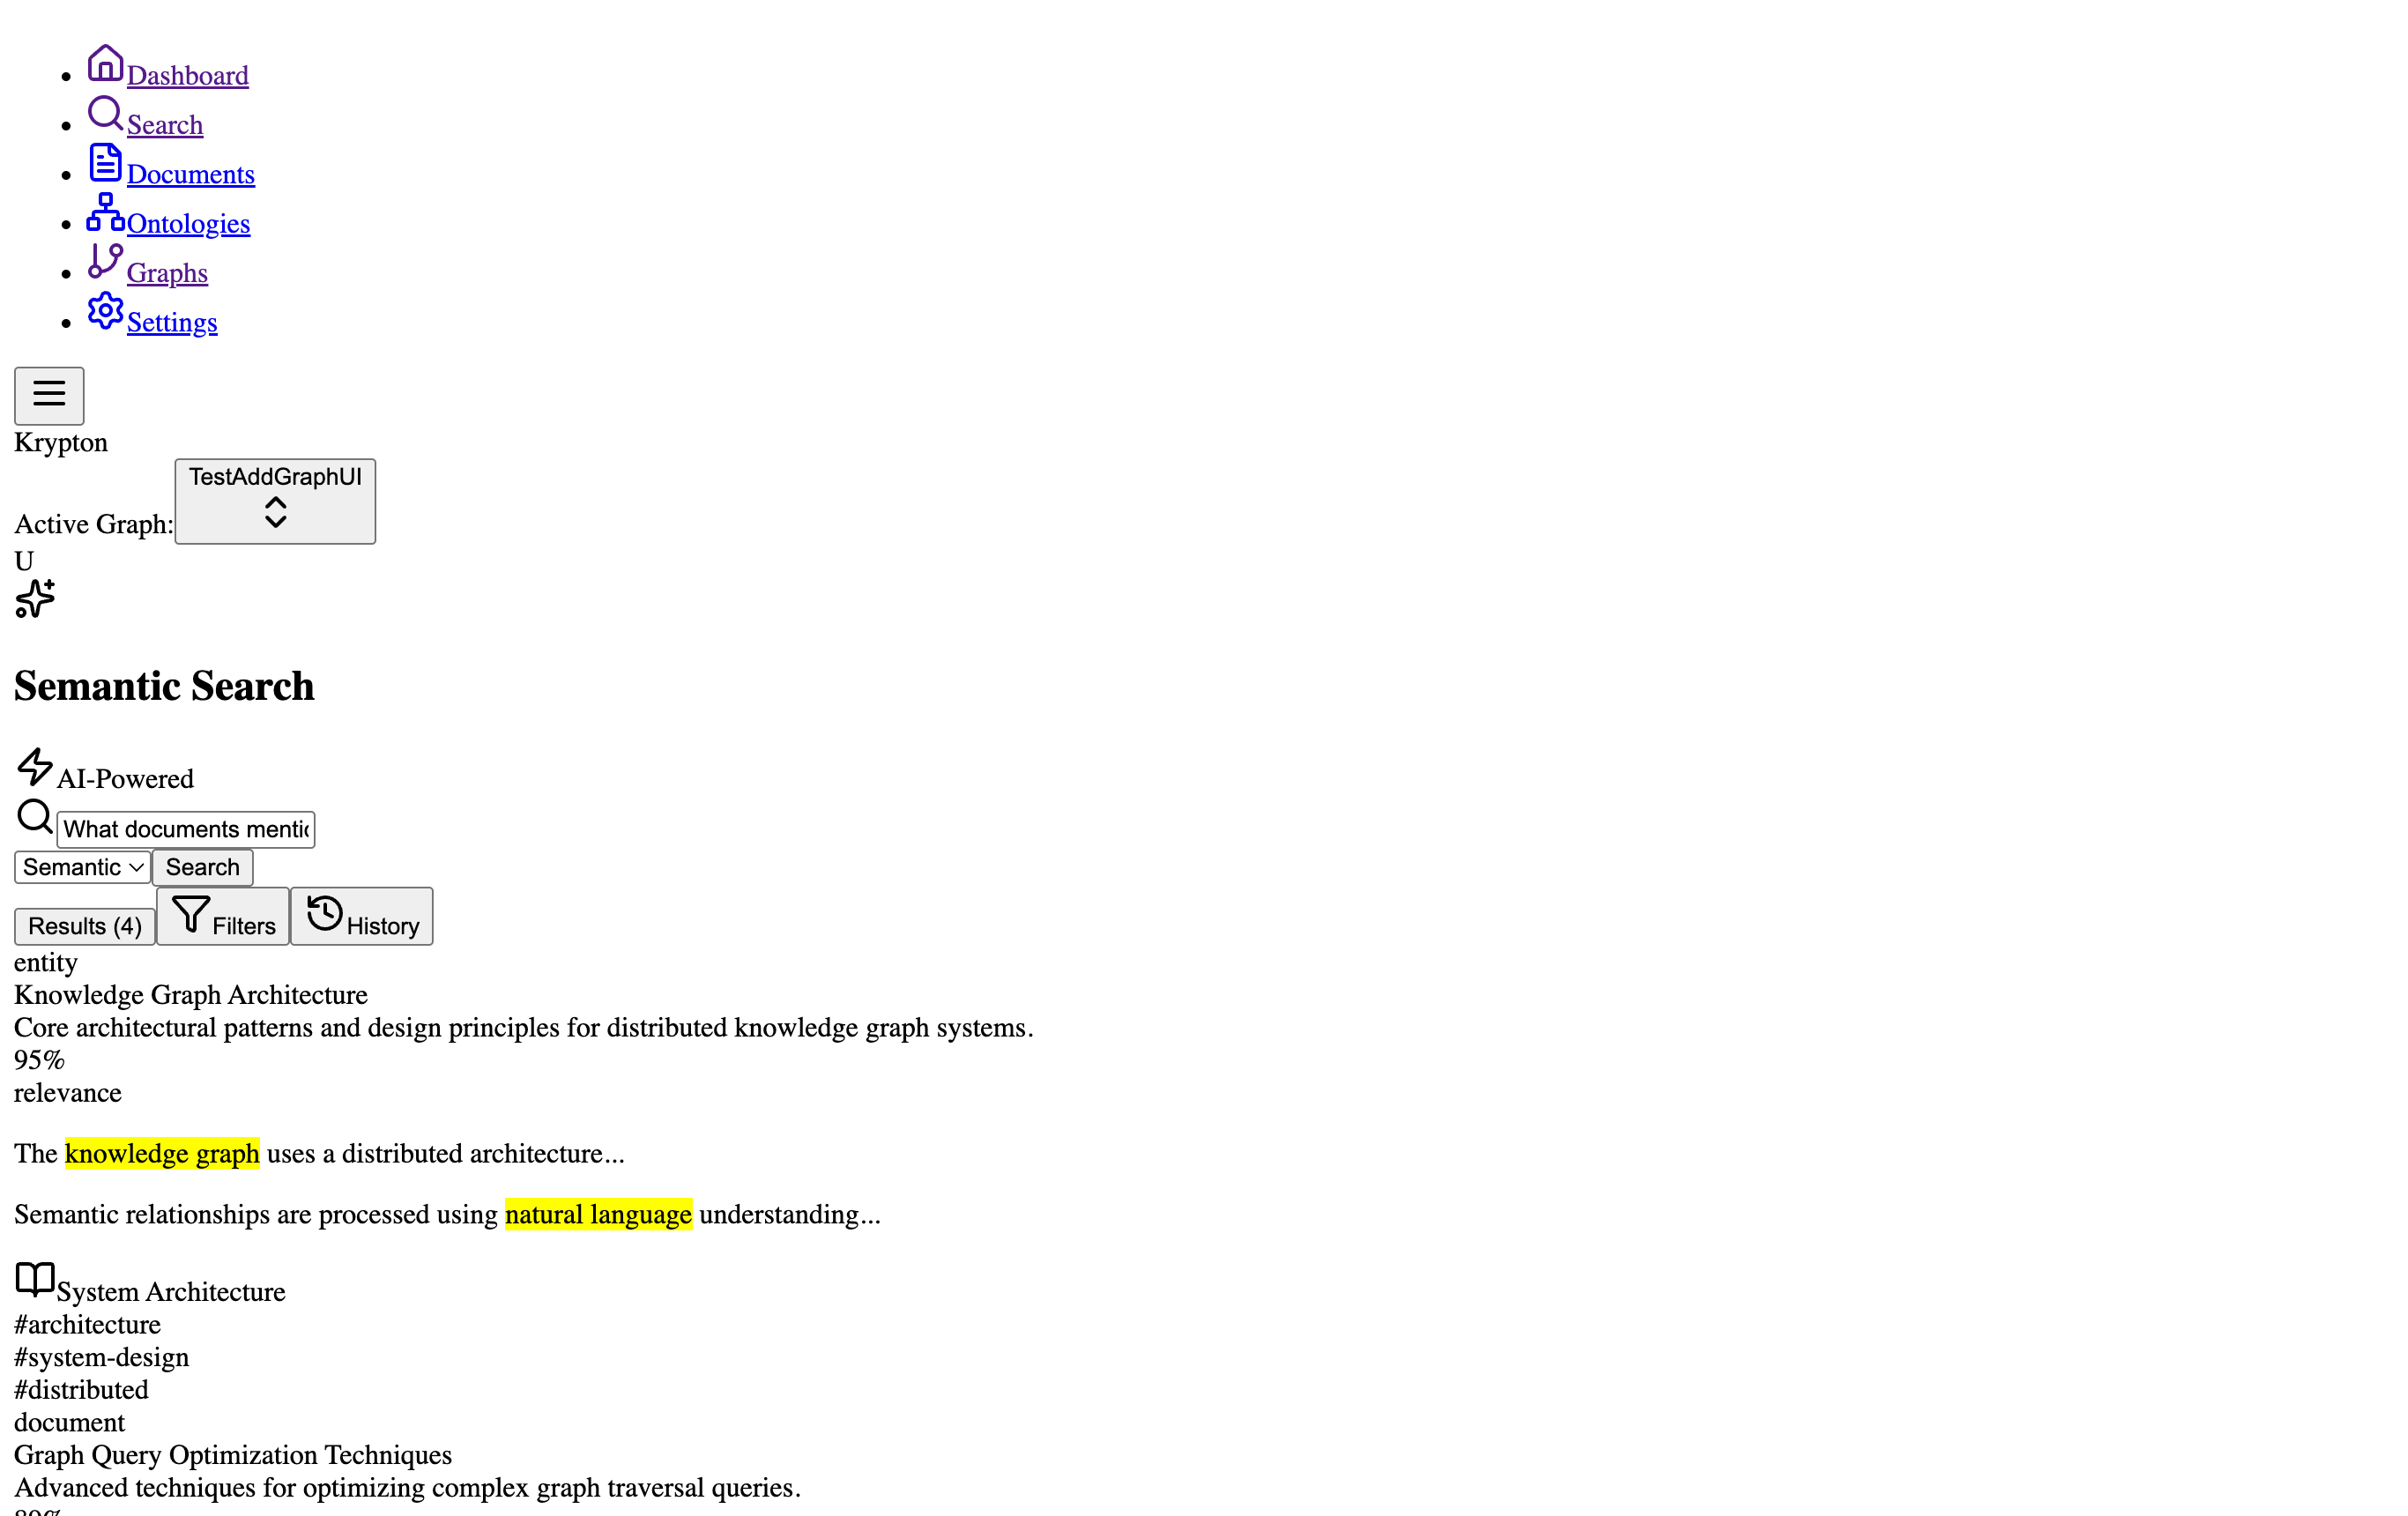 Dashboard
Search
Documents
Ontologies
Graphs
Settings
Krypton
TestAddGraphUI
Active Graph:
U
Semantic Search
AI-Powered
What documents mentic
Semantic Search
Results (4) Filters History
entity
Knowledge Graph Architecture
Core architectural patterns and design principles for distributed knowledge graph systems.
95%
relevance
The knowledge graph uses a distributed architecture...
Semantic relationships are processed using natural language understanding...
System Architecture
#architecture
#system-design
#distributed
document
Graph Query Optimization Techniques
Advanced techniques for optimizing complex graph traversal queries.